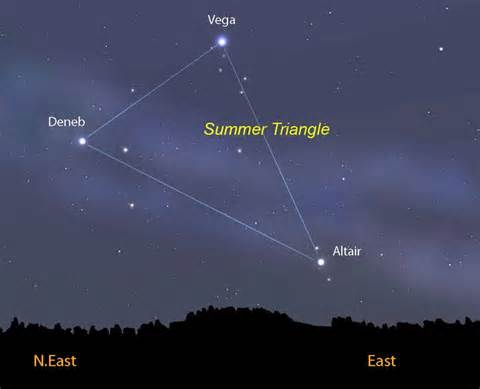 Vega
Deneb
Summer Triangle
Altair
N.East
East